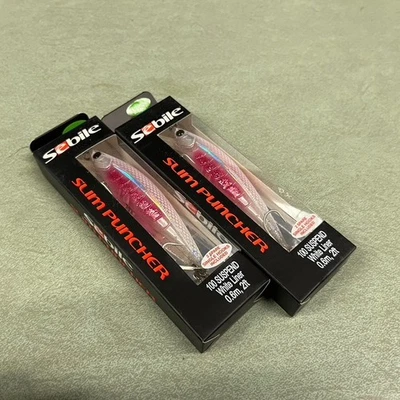 Sebile
SLIM PUNCHER
100 SUSPEND
White Liner
0.6m, 2ft
Sebile
SLIM PUNCHER
100 SUSPEND
White Liner
0.6m, 2ft